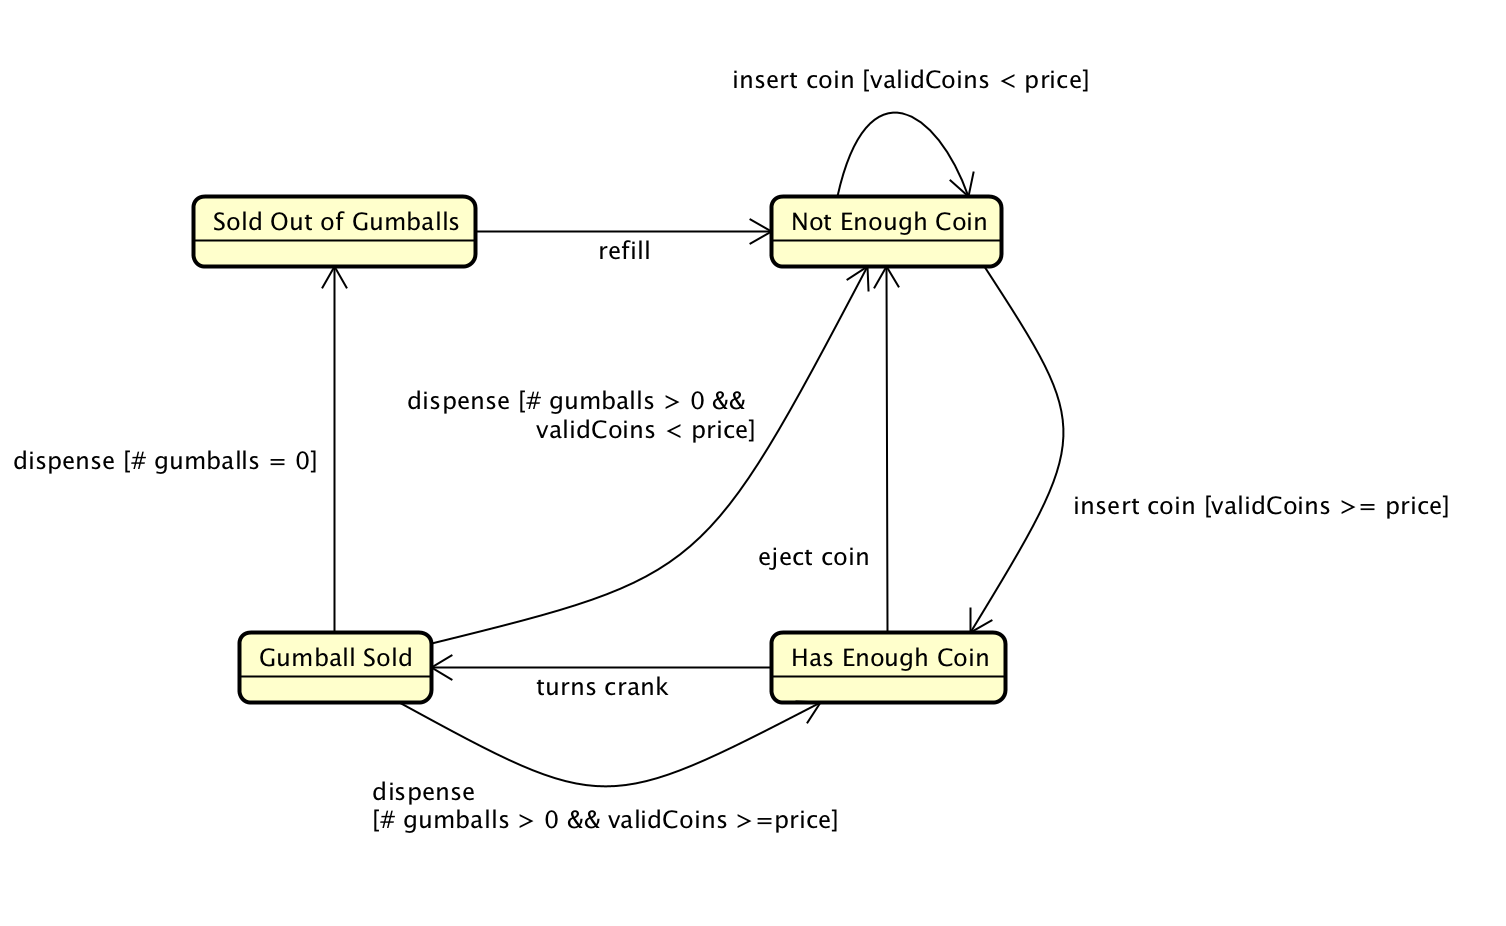 insert coin [validCoins < price]
Sold Out of Gumballs
Not Enough Coin
refill
dispense [# gumballs > 0 &&
validCoins < price]
dispense [# gumballs = 0]
insert coin [validCoins >= price]
eject coin
Gumball Sold
Has Enough Coin
turns crank
dispense
[# gumballs > 0 && validCoins >=price]